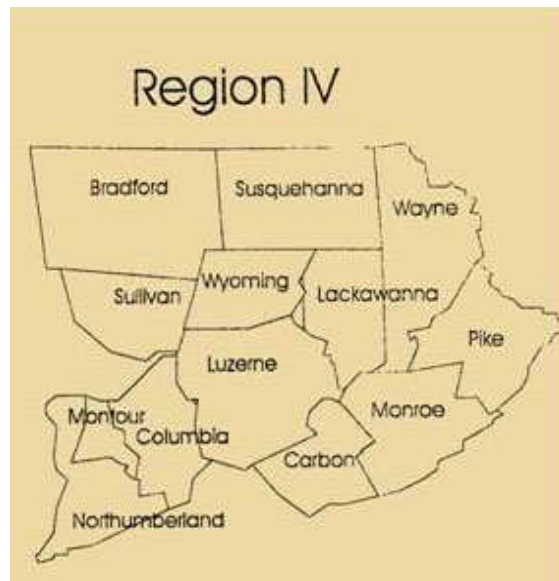 Region IV
Bradford
Susquehanna
Wayne
Wyoming
Lackawanna
Sullivan
Pike
Luzerne
Monroe
Montour
Columbia
Carbon
Northumberland